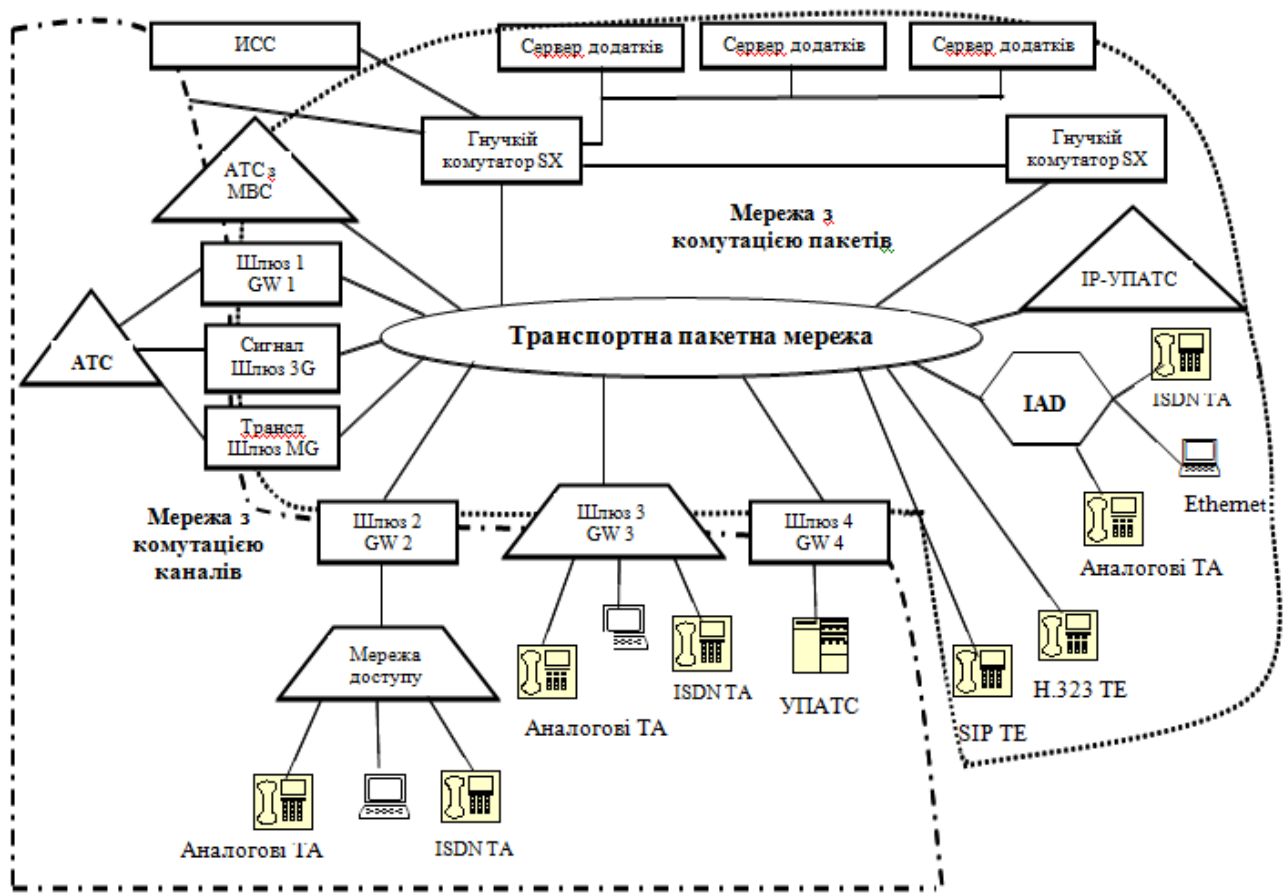 ИСС
Сервер додатків
Сервер додатків
Сервер додатків
Гнучкій
комутатор SX
Гнучкій
комутатор SX
АТС з
МВС
Мережа з
комутацією пакетів
Шлюз 1
GW 1
ІР-УПАТС
АТС
Сигнал
Шлюз 3G
Транспортна пакетна мережа
IAD
ISDN TA
Трансл
Шлюз MG
Ethernet
Мережа з
комутацією
каналів
Шлюз 2
GW 2
Шлюз 3
GW 3
Шлюз 4
GW 4
Аналогові ТА
Мережа
доступу
ISDN TA
УПАТС
H.323 TE
Аналогові ТА
SIP TE
Аналогові ТА
ISDN TA